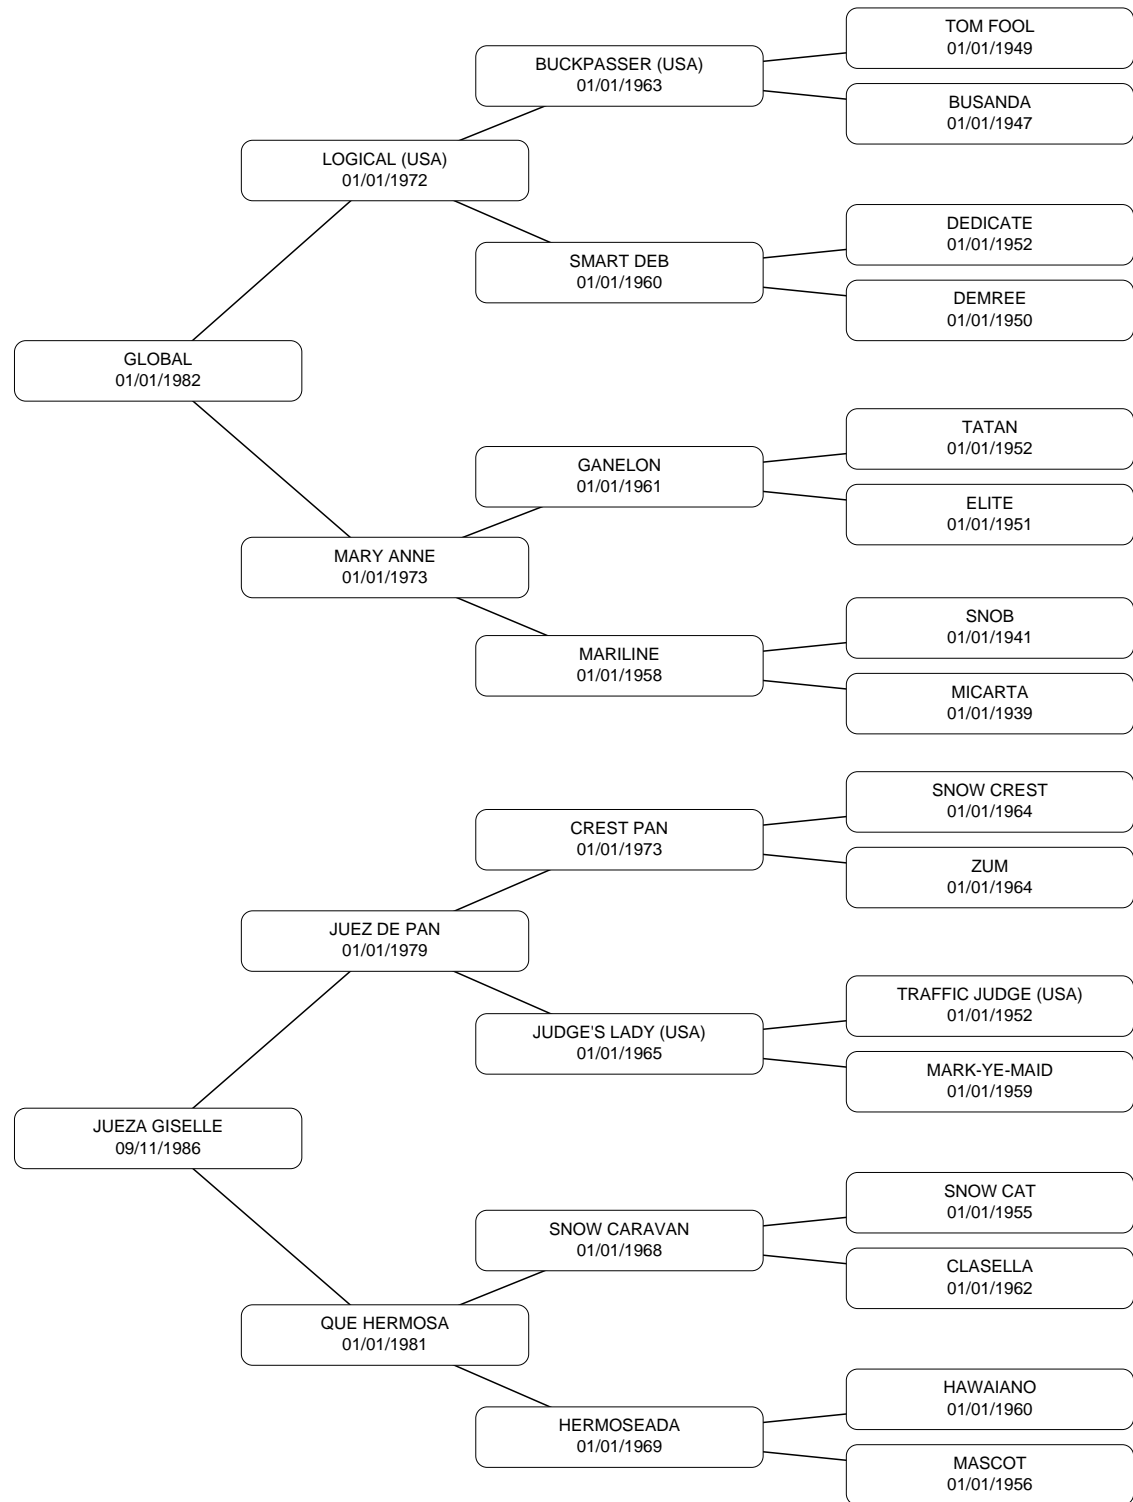 TOM FOOL
01/01/1949
BUCKPASSER (USA)
01/01/1963
BUSANDA
01/01/1947
LOGICAL (USA)
01/01/1972
DEDICATE
01/01/1952
SMART DEB
01/01/1960
DEMREE
01/01/1950
GLOBAL
01/01/1982
TATAN
01/01/1952
GANELON
01/01/1961
ELITE
01/01/1951
MARY ANNE
01/01/1973
SNOB
01/01/1941
MARILINE
01/01/1958
MICARTA
01/01/1939
SNOW CREST
01/01/1964
CREST PAN
01/01/1973
ZUM
01/01/1964
JUEZ DE PAN
01/01/1979
TRAFFIC JUDGE (USA)
01/01/1952
JUDGE'S LADY (USA)
01/01/1965
MARK-YE-MAID
01/01/1959
JUEZA GISELLE
09/11/1986
SNOW CAT
01/01/1955
SNOW CARAVAN
01/01/1968
CLASELLA
01/01/1962
QUE HERMOSA
01/01/1981
HAWAIANO
01/01/1960
HERMOSEADA
01/01/1969
MASCOT
01/01/1956